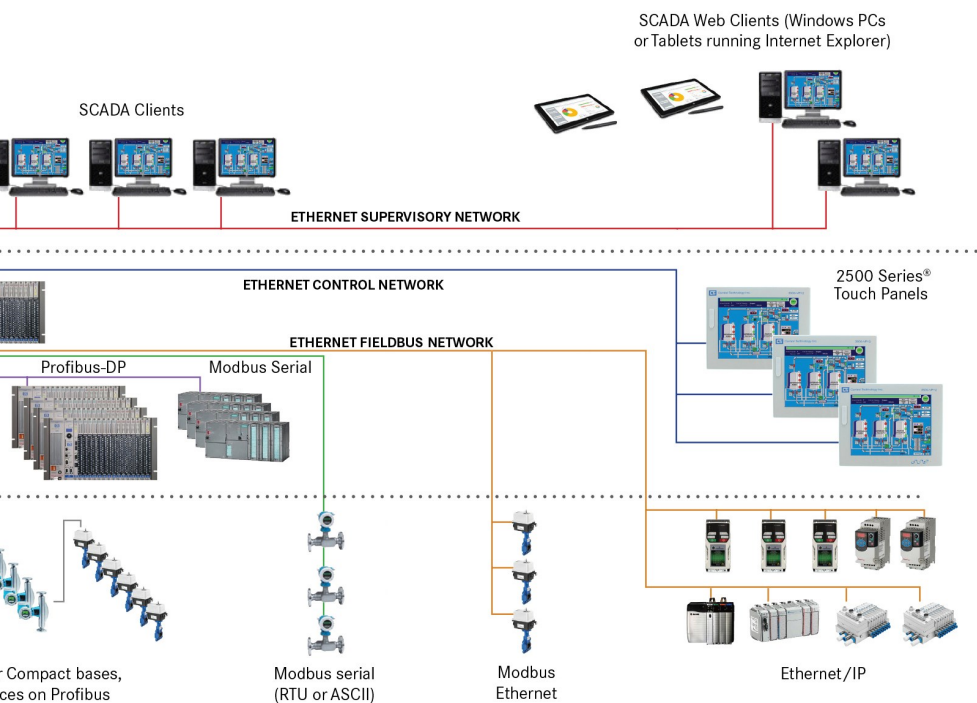 SCADA Web Clients (Windows PCs
or Tablets running Internet Explorer)
SCADA Clients
ETHERNET SUPERVISORY NETWORK
ETHERNET CONTROL NETWORK
2500 Series®
Touch Panels
ETHERNET FIELDBUS NETWORK
Profibus-DP
Modbus Serial
r Compact bases,
ces on Profibus
Modbus serial
(RTU or ASCII)
Modbus
Ethernet
Ethernet/IP